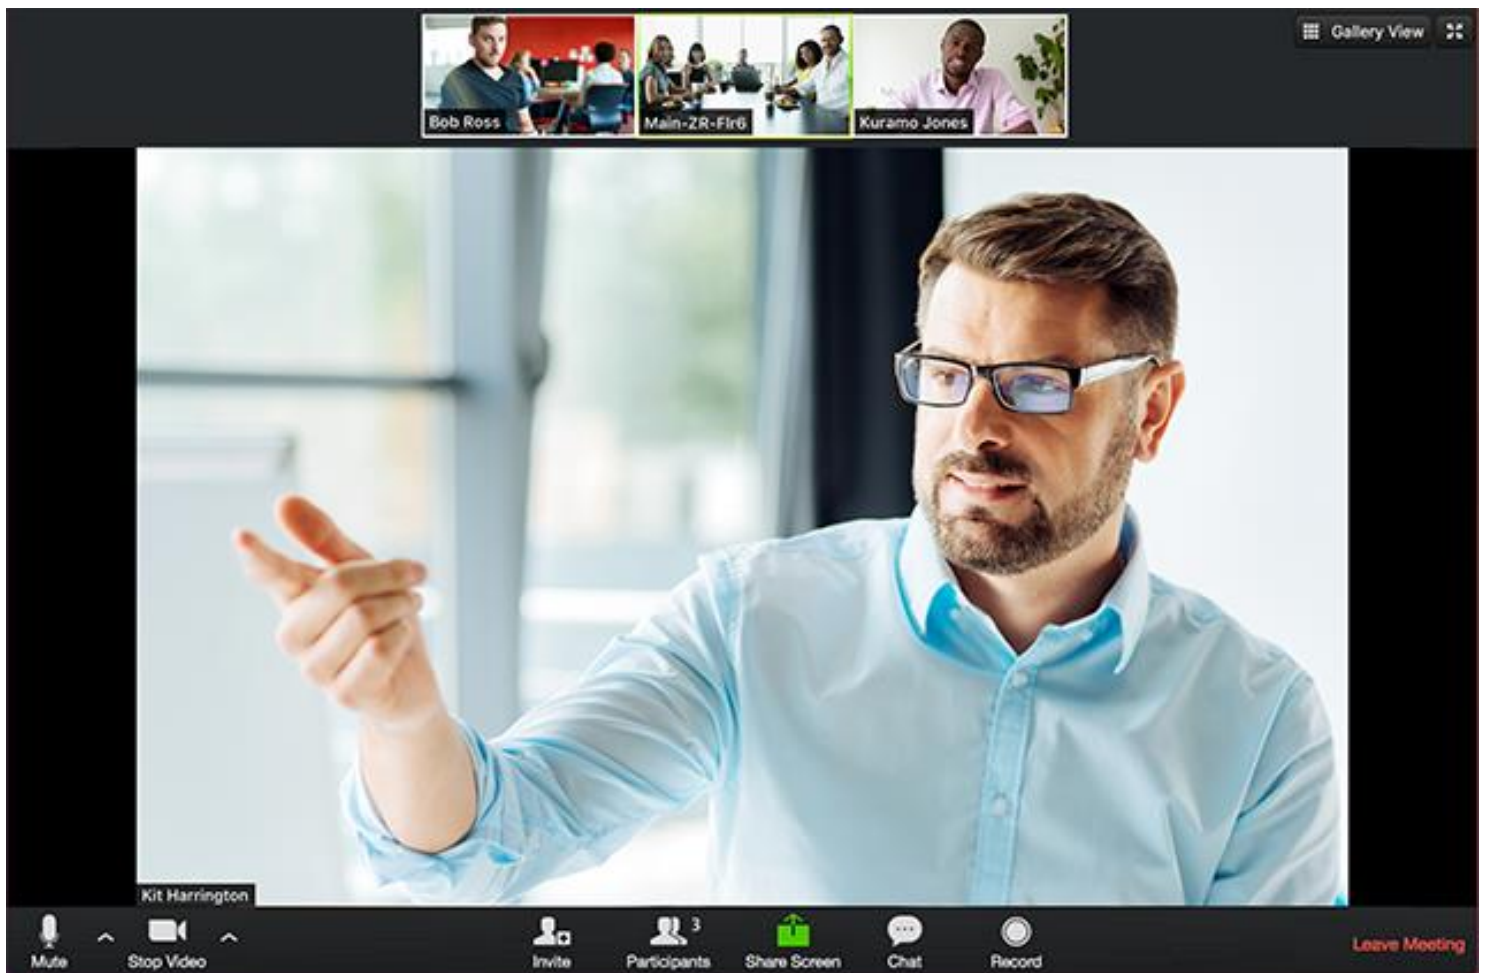 Gallery View
Bob Ross
Main-ZR-Flr6
Kuramo Jones
Kit Harrington
Mute
Stop Video
Invite
3
Participants
Share Screen
Chat
Record
Leave Meeting